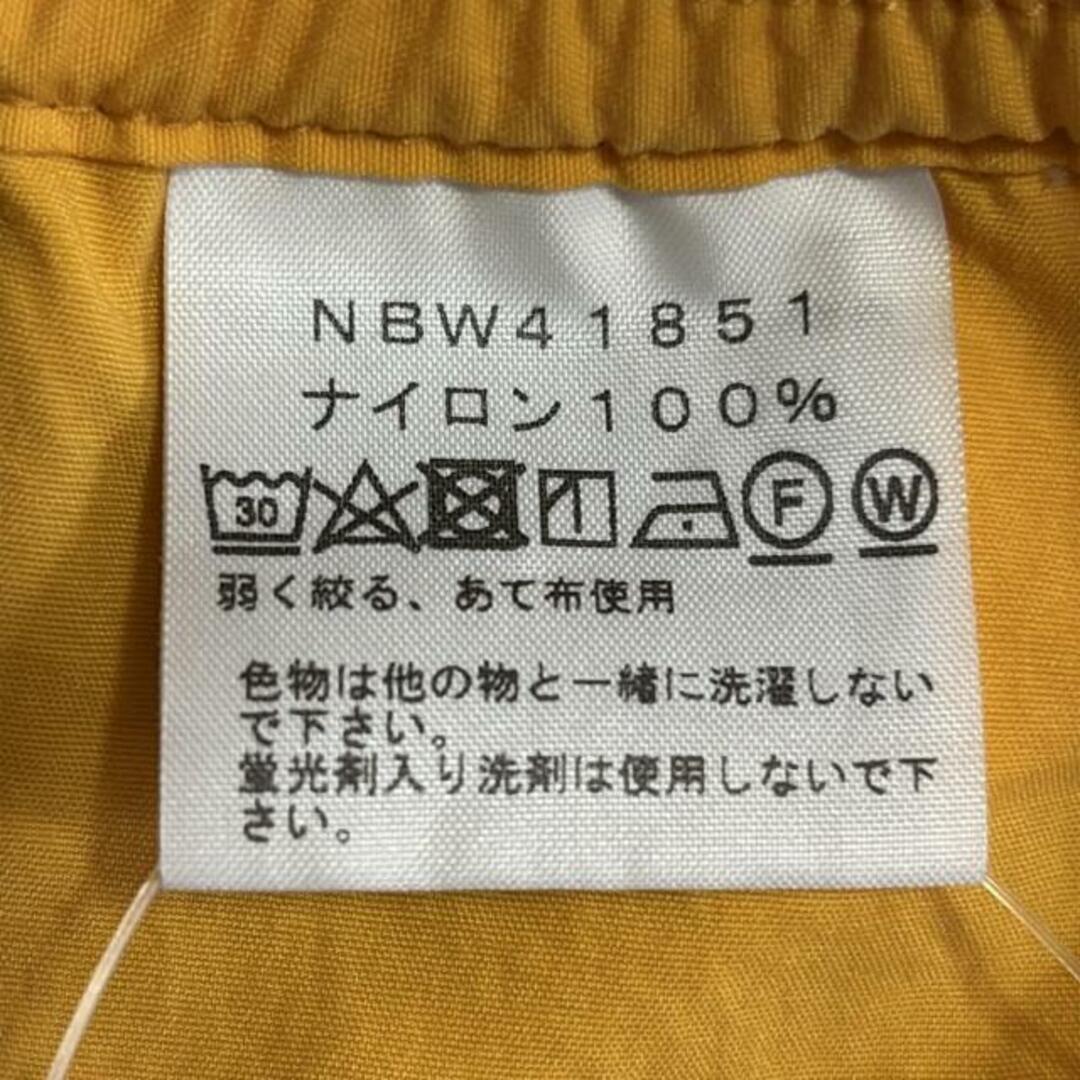 NBW41851
ナイロン100%
30 F W
弱く絞る、あて布使用
色物は他の物と一緒に洗濯しない
で下さい。
蛍光剤入り洗剤は使用しないで下
さい。